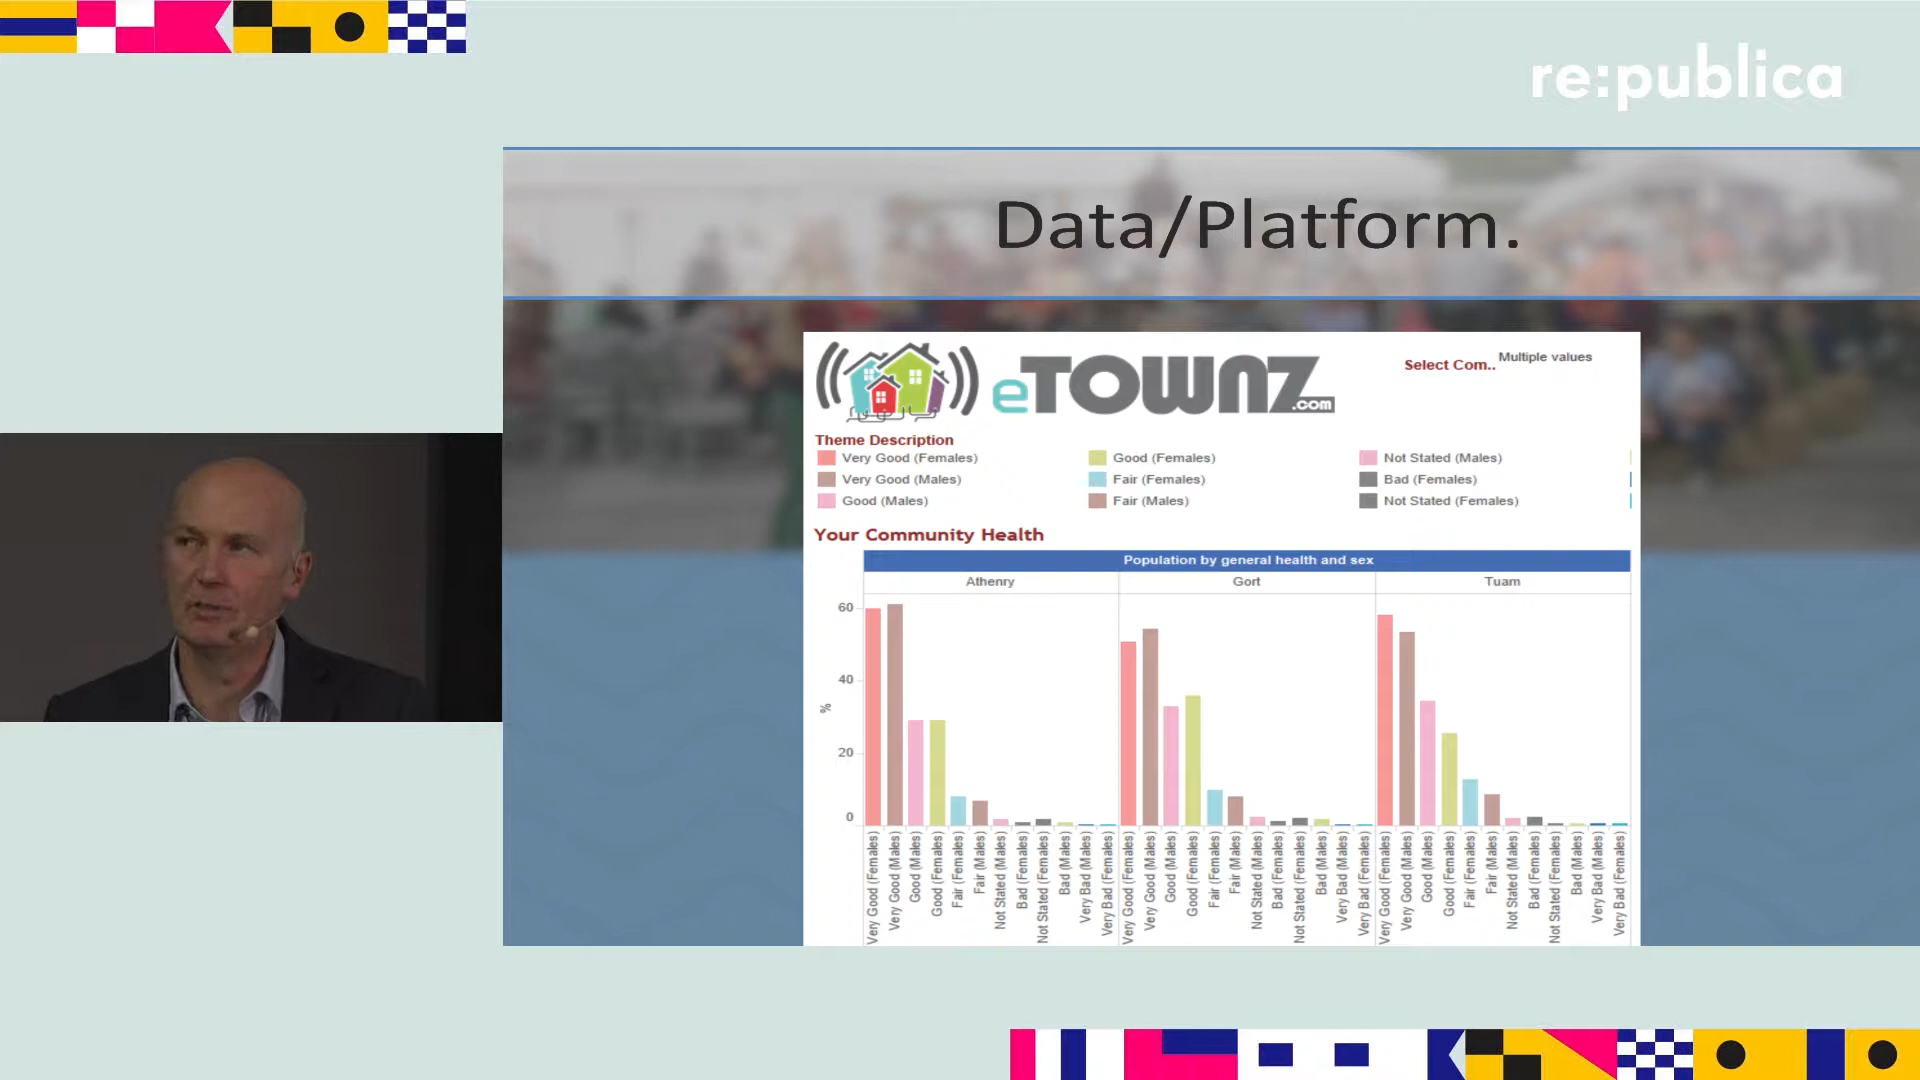 re:publica
Data/Platform.
eTOWNZ.com
Select Com.. Multiple values
Theme Description
Very Good (Females) Good (Females) Not Stated (Males)
Very Good (Males) Fair (Females) Bad (Females)
Good (Males) Fair (Males) Not Stated (Females)
Your Community Health
Population by general health and sex
Athenry Gort Tuam
60
40
%
20
0
Very Good (Females)
Very Good (Males)
Good (Males)
Good (Females)
Fair (Females)
Fair (Males)
Not Stated (Males)
Bad (Females)
Not Stated (Females)
Bad (Males)
Very Bad (Males)
Very Bad (Females)
Very Good (Females)
Very Good (Males)
Good (Males)
Good (Females)
Fair (Females)
Fair (Males)
Not Stated (Males)
Bad (Females)
Not Stated (Females)
Bad (Males)
Very Bad (Males)
Very Bad (Females)
Very Good (Females)
Very Good (Males)
Good (Males)
Good (Females)
Fair (Females)
Fair (Males)
Not Stated (Males)
Bad (Females)
Not Stated (Females)
Bad (Males)
Very Bad (Males)
Very Bad (Females)